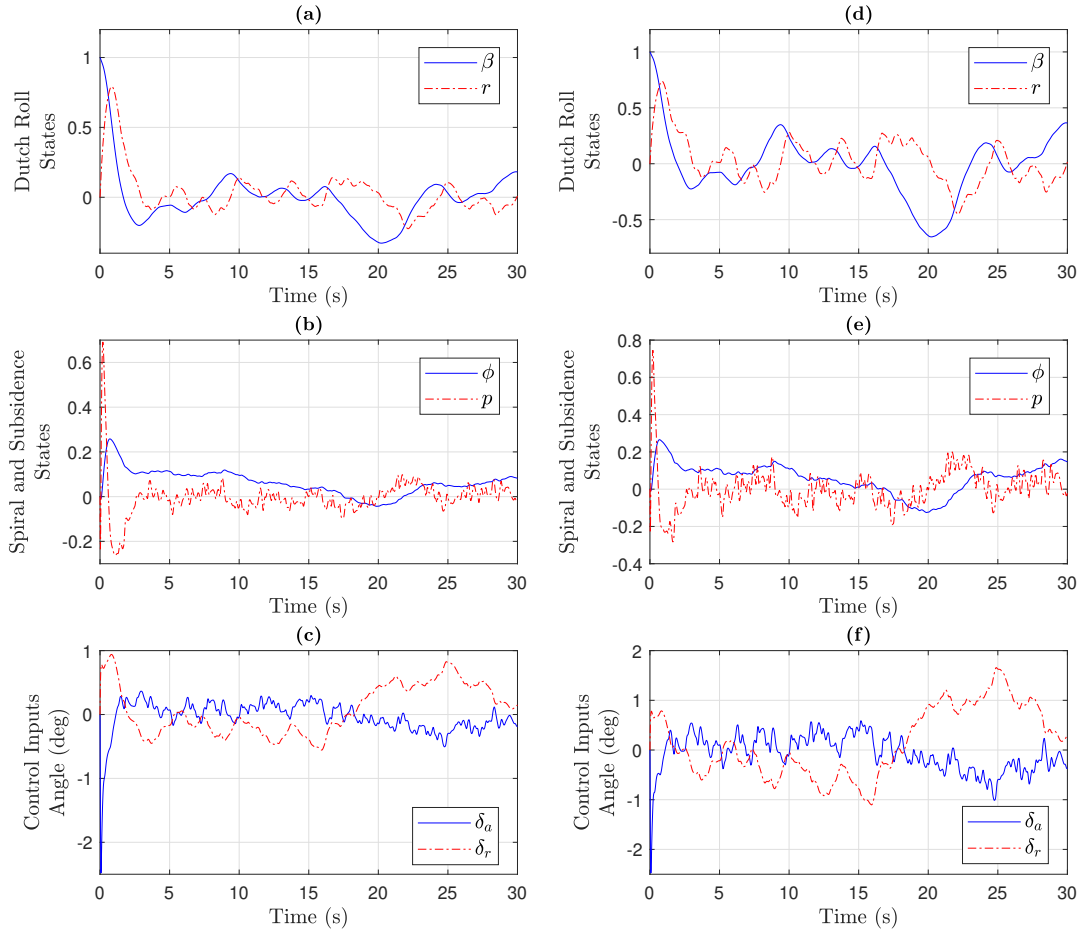 (a)
Dutch Roll
States
1
0.5
0
β
r
0 5 10 15 20 25 30
Time (s)
(d)
Dutch Roll
States
1
0.5
0
-0.5
β
r
0 5 10 15 20 25 30
Time (s)
(b)
Spiral and Subsidence
States
0.6
0.4
0.2
0
-0.2
ϕ
p
0 5 10 15 20 25 30
Time (s)
(e)
Spiral and Subsidence
States
0.8
0.6
0.4
0.2
0
-0.2
-0.4
ϕ
p
0 5 10 15 20 25 30
Time (s)
(c)
Control Inputs
Angle (deg)
1
0
-1
-2
δa
δr
0 5 10 15 20 25 30
Time (s)
(f)
Control Inputs
Angle (deg)
2
1
0
-1
-2
δa
δr
0 5 10 15 20 25 30
Time (s)